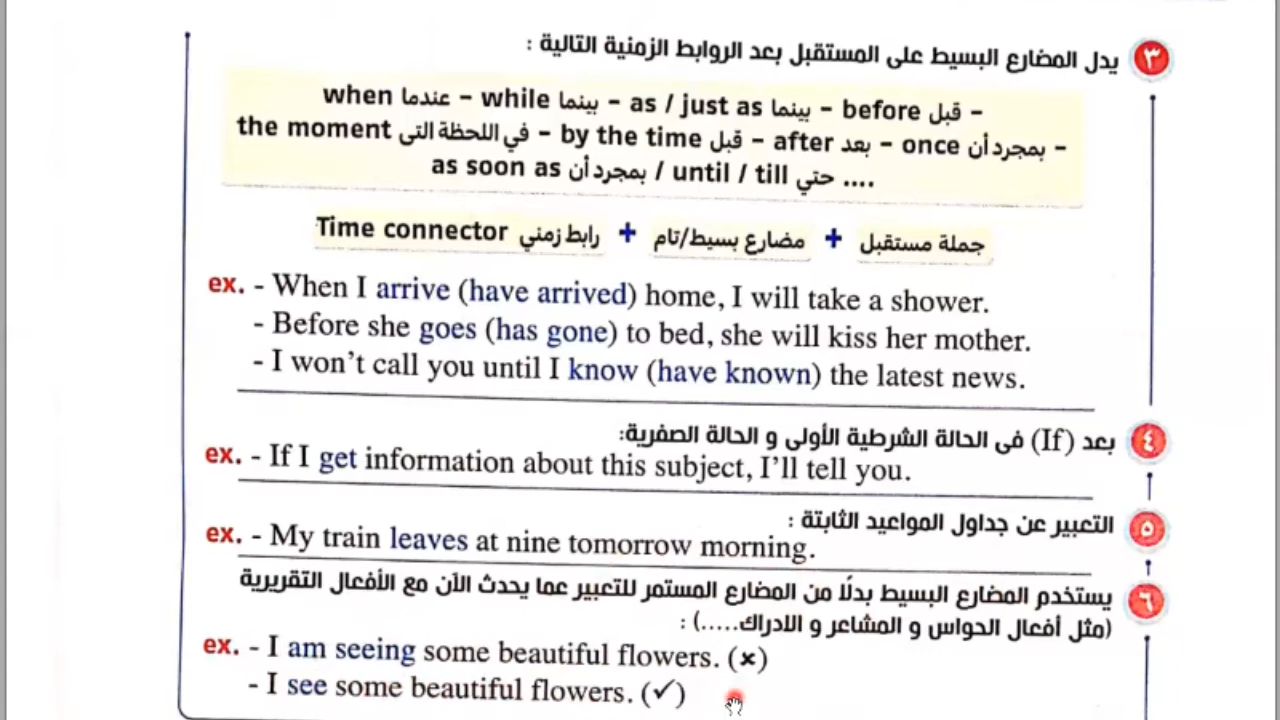 ٣ يدل المضارع البسيط على المستقبل بعد الروابط الزمنية التالية :
when عندما – while بينما – as / just as بينما – before قبل –
the moment في اللحظة التى – by the time قبل – after بعد – once بمجرد أن –
as soon as بمجرد أن / until / till حتي ....
Time connector رابط زمني + مضارع بسيط/تام + جملة مستقبل
ex. - When I arrive (have arrived) home, I will take a shower.
- Before she goes (has gone) to bed, she will kiss her mother.
- I won't call you until I know (have known) the latest news.
٤ بعد (If) فى الحالة الشرطية الأولى و الحالة الصفرية:
ex. - If I get information about this subject, I'll tell you.
٥ التعبير عن جداول المواعيد الثابتة :
ex. - My train leaves at nine tomorrow morning.
٦ يستخدم المضارع البسيط بدلًا من المضارع المستمر للتعبير عما يحدث الآن مع الأفعال التقريرية
(مثل أفعال الحواس و المشاعر و الادراك.....) :
ex. - I am seeing some beautiful flowers. (×)
- I see some beautiful flowers. (✓)